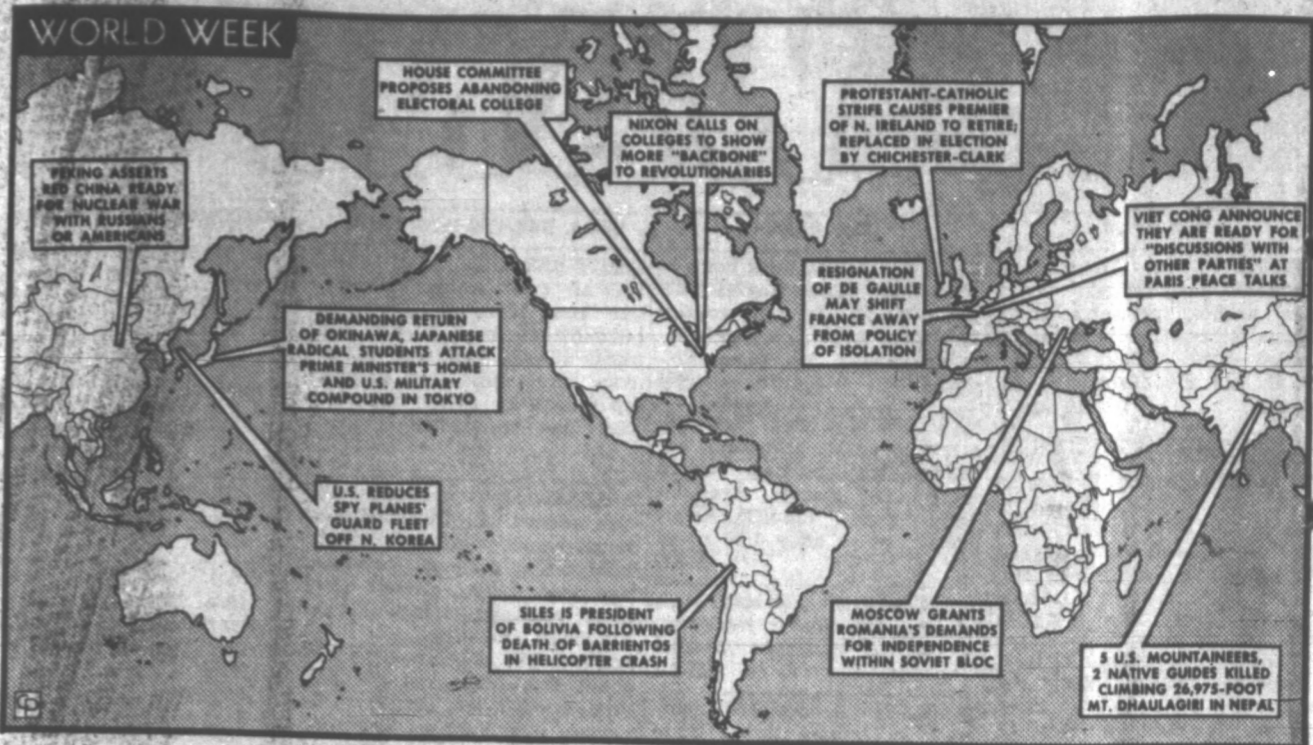 WORLD WEEK
HOUSE COMMITTEE
PROPOSES ABANDONING
ELECTORAL COLLEGE
NIXON CALLS ON
COLLEGES TO SHOW
MORE "BACKBONE"
TO REVOLUTIONARIES
PROTESTANT-CATHOLIC
STRIFE CAUSES PREMIER
OF N. IRELAND TO RETIRE;
REPLACED IN ELECTION
BY CHICHESTER-CLARK
PEKING ASSERTS
RED CHINA READY
FOR NUCLEAR WAR
WITH RUSSIANS
OR AMERICANS
VIET CONG ANNOUNCE
THEY ARE READY FOR
"DISCUSSIONS WITH
OTHER PARTIES" AT
PARIS PEACE TALKS
RESIGNATION
OF DE GAULLE
MAY SHIFT
FRANCE AWAY
FROM POLICY
OF ISOLATION
DEMANDING RETURN
OF OKINAWA, JAPANESE
RADICAL STUDENTS ATTACK
PRIME MINISTER'S HOME
AND U.S. MILITARY
COMPOUND IN TOKYO
U.S. REDUCES
SPY PLANES'
GUARD FLEET
OFF N. KOREA
SILES IS PRESIDENT
OF BOLIVIA FOLLOWING
DEATH OF BARRIENTOS
IN HELICOPTER CRASH
MOSCOW GRANTS
ROMANIA'S DEMANDS
FOR INDEPENDENCE
WITHIN SOVIET BLOC
5 U.S. MOUNTAINEERS,
2 NATIVE GUIDES KILLED
CLIMBING 26,975-FOOT
MT. DHAULAGIRI IN NEPAL